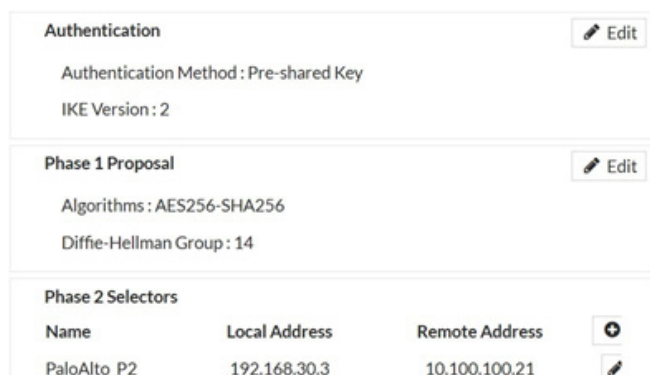 Authentication
Edit
Authentication Method : Pre-shared Key
IKE Version : 2
Phase 1 Proposal
Edit
Algorithms : AES256-SHA256
Diffie-Hellman Group : 14
Phase 2 Selectors
Name Local Address Remote Address
PaloAlto_P2 192.168.30.3 10.100.100.21